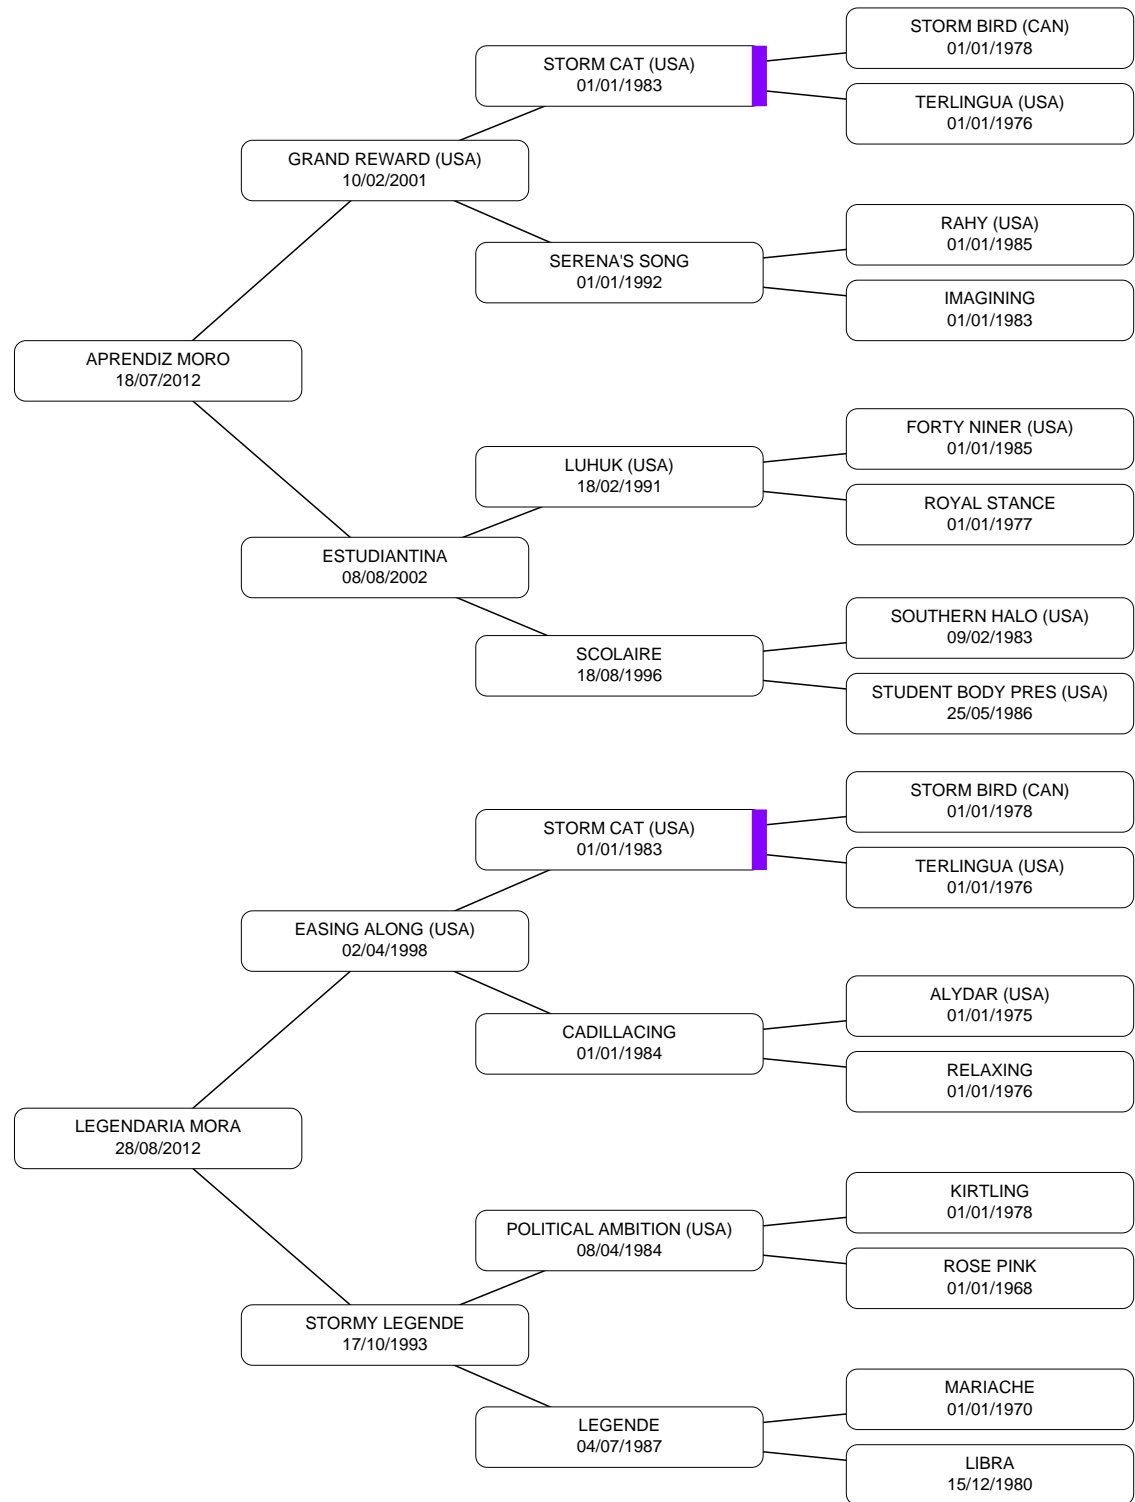 STORM BIRD (CAN)
01/01/1978
STORM CAT (USA)
01/01/1983
TERLINGUA (USA)
01/01/1976
GRAND REWARD (USA)
10/02/2001
RAHY (USA)
01/01/1985
SERENA'S SONG
01/01/1992
IMAGINING
01/01/1983
APRENDIZ MORO
18/07/2012
FORTY NINER (USA)
01/01/1985
LUHUK (USA)
18/02/1991
ROYAL STANCE
01/01/1977
ESTUDIANTINA
08/08/2002
SOUTHERN HALO (USA)
09/02/1983
SCOLAIRE
18/08/1996
STUDENT BODY PRES (USA)
25/05/1986
STORM BIRD (CAN)
01/01/1978
STORM CAT (USA)
01/01/1983
TERLINGUA (USA)
01/01/1976
EASING ALONG (USA)
02/04/1998
ALYDAR (USA)
01/01/1975
CADILLACING
01/01/1984
RELAXING
01/01/1976
LEGENDARIA MORA
28/08/2012
KIRTLING
01/01/1978
POLITICAL AMBITION (USA)
08/04/1984
ROSE PINK
01/01/1968
STORMY LEGENDE
17/10/1993
MARIACHE
01/01/1970
LEGENDE
04/07/1987
LIBRA
15/12/1980